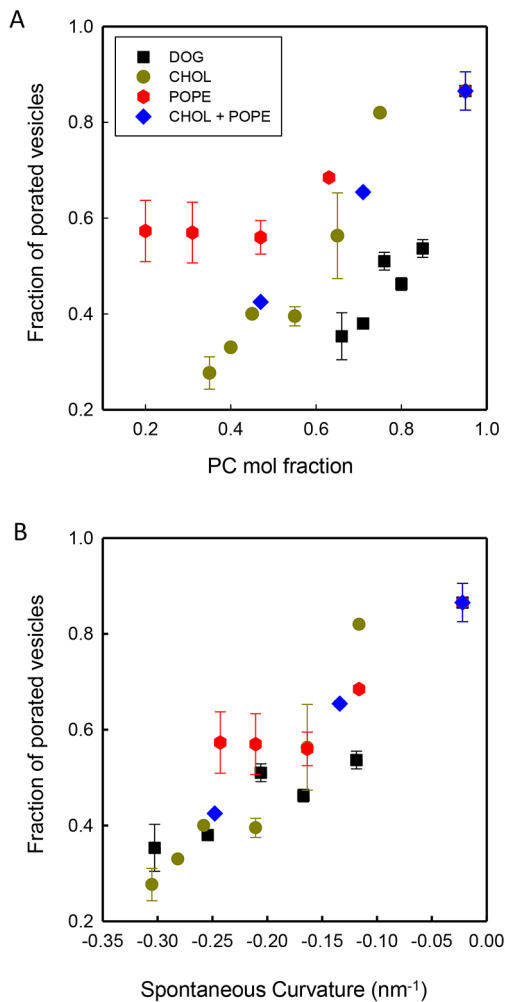 A
1.0
0.8
0.6
0.4
0.2
Fraction of porated vesicles
DOG
CHOL
POPE
CHOL + POPE
0.2 0.4 0.6 0.8 1.0
PC mol fraction
B
1.0
0.8
0.6
0.4
0.2
Fraction of porated vesicles
-0.35 -0.30 -0.25 -0.20 -0.15 -0.10 -0.05 0.00
Spontaneous Curvature (nm⁻¹)